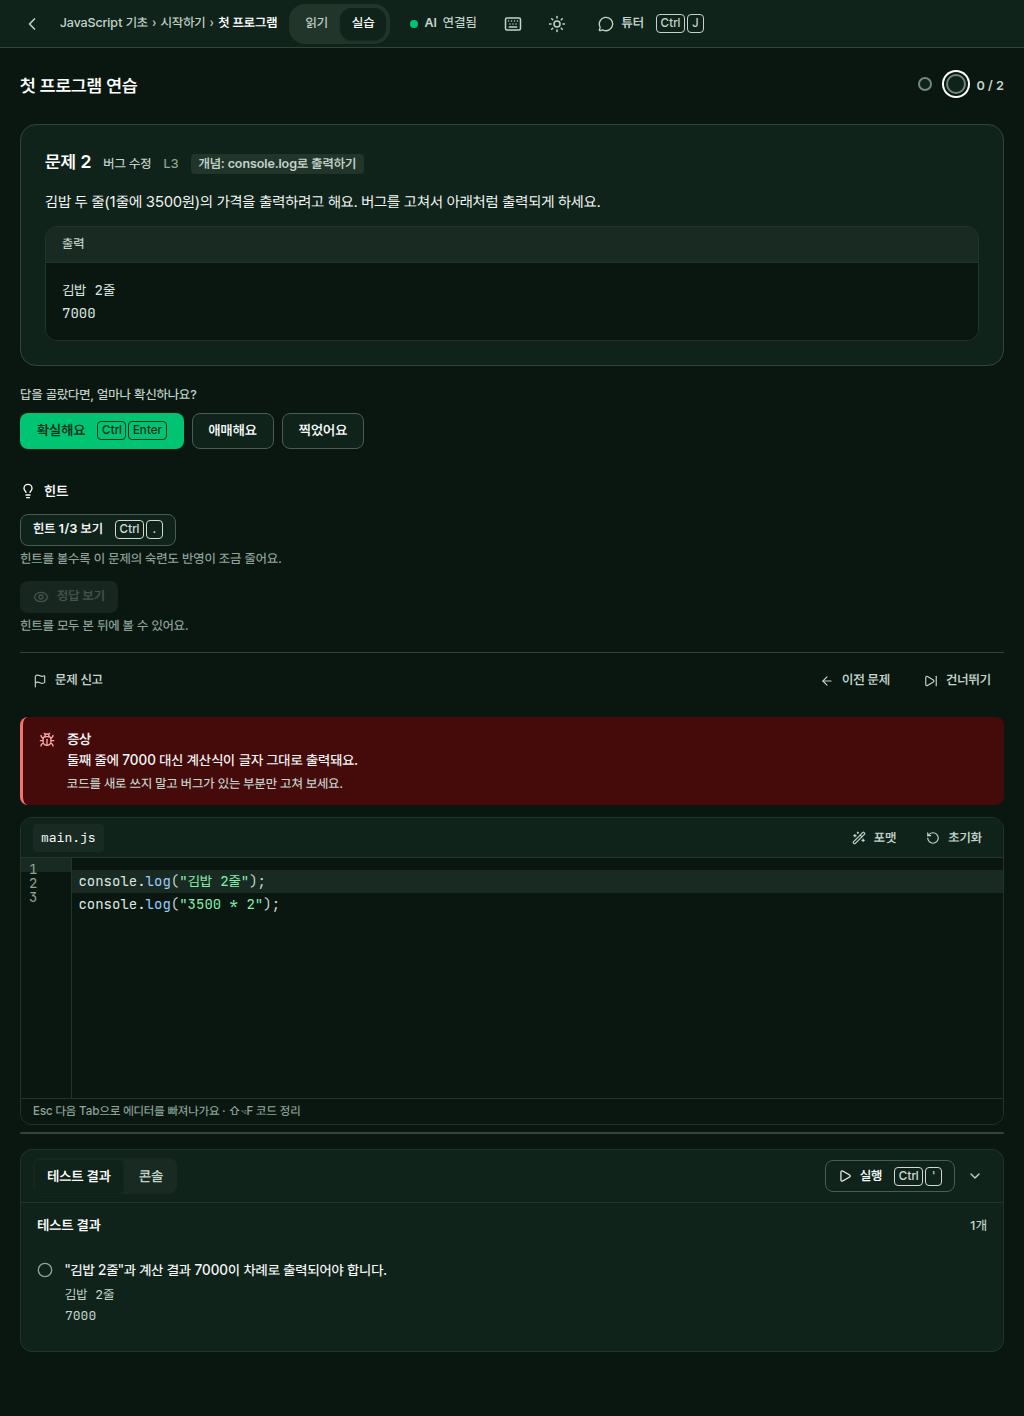 JavaScript 기초 › 시작하기 › 첫 프로그램 읽기 실습 AI 연결됨 튜터 Ctrl J
첫 프로그램 연습 0 / 2
문제 2 버그 수정 L3 개념: console.log로 출력하기
김밥 두 줄(1줄에 3500원)의 가격을 출력하려고 해요. 버그를 고쳐서 아래처럼 출력되게 하세요.
출력
김밥 2줄
7000
답을 골랐다면, 얼마나 확신하나요?
확실해요 Ctrl Enter 애매해요 찍었어요
힌트
힌트 1/3 보기 Ctrl .
힌트를 볼수록 이 문제의 숙련도 반영이 조금 줄어요.
정답 보기
힌트를 모두 본 뒤에 볼 수 있어요.
문제 신고 이전 문제 건너뛰기
증상
둘째 줄에 7000 대신 계산식이 글자 그대로 출력돼요.
코드를 새로 쓰지 말고 버그가 있는 부분만 고쳐 보세요.
main.js 포맷 초기화
1 console.log("김밥 2줄");
2 console.log("3500 * 2");
3
Esc 다음 Tab으로 에디터를 빠져나가요 · ⇧ F 코드 정리
테스트 결과 콘솔 실행 Ctrl '
테스트 결과 1개
"김밥 2줄"과 계산 결과 7000이 차례로 출력되어야 합니다.
김밥 2줄
7000